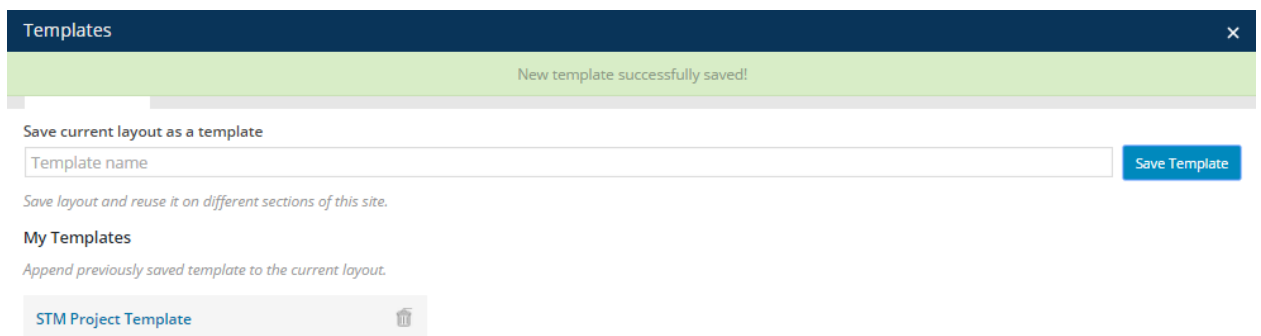 Templates
×
New template successfully saved!
Save current layout as a template
Template name
Save Template
Save layout and reuse it on different sections of this site.
My Templates
Append previously saved template to the current layout.
STM Project Template